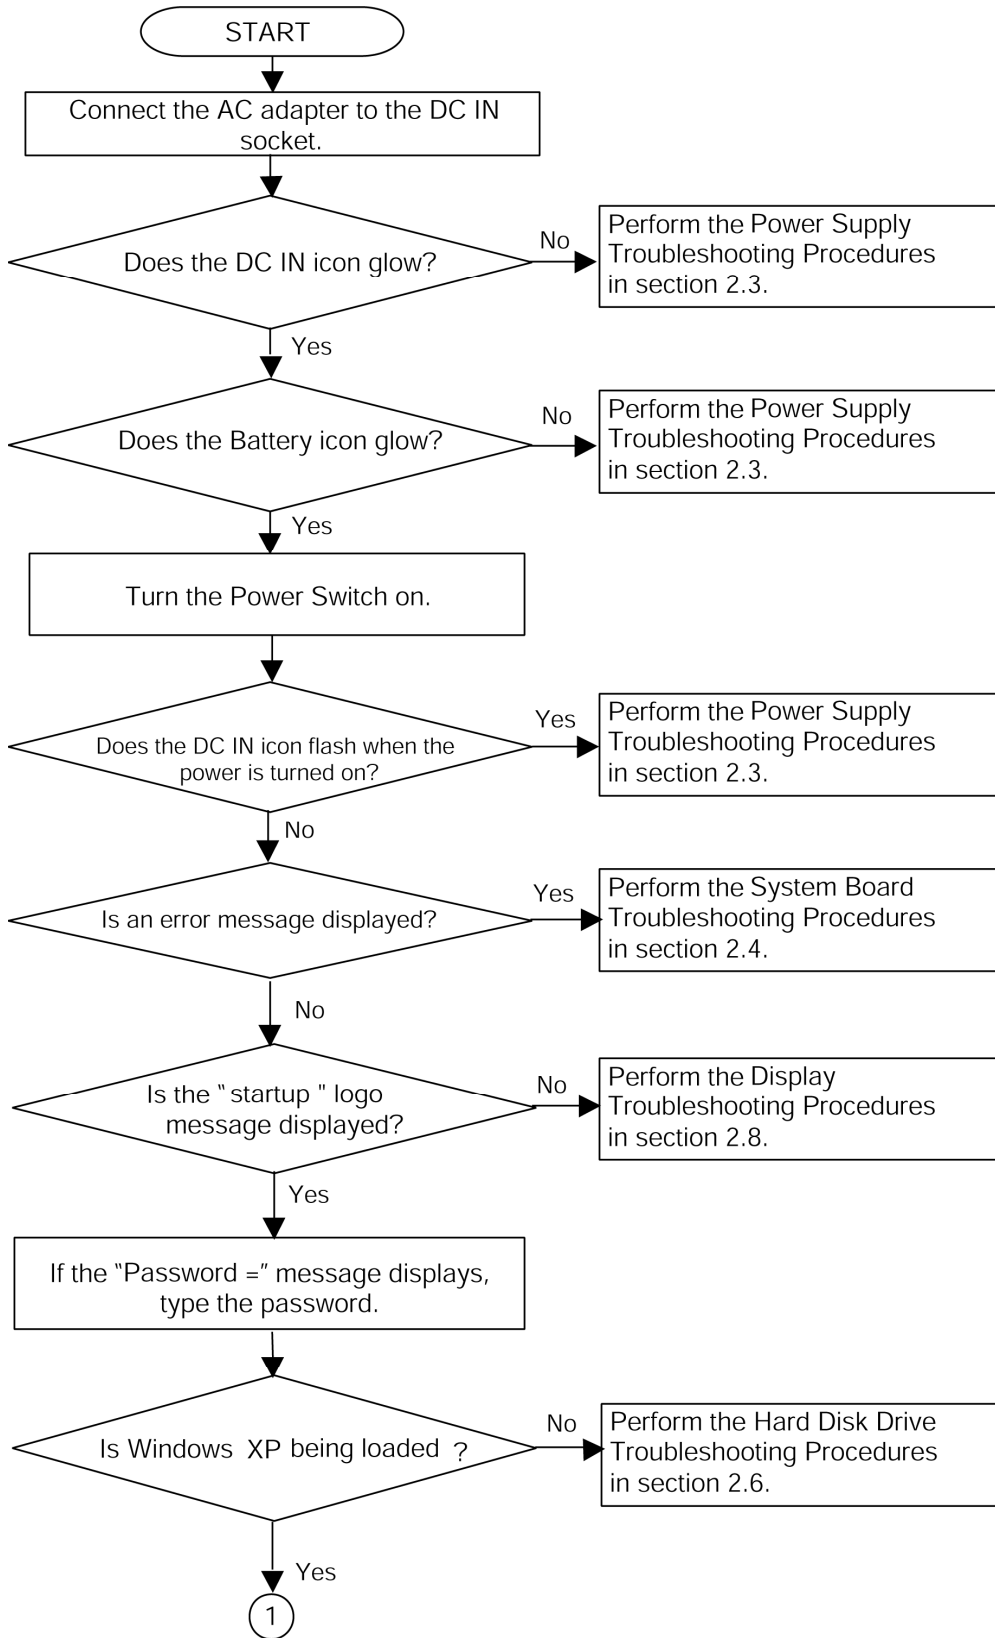 START
Connect the AC adapter to the DC IN
socket.
Does the DC IN icon glow?
No
Perform the Power Supply
Troubleshooting Procedures
in section 2.3.
Yes
Does the Battery icon glow?
No
Perform the Power Supply
Troubleshooting Procedures
in section 2.3.
Yes
Turn the Power Switch on.
Does the DC IN icon flash when the
power is turned on?
Yes
Perform the Power Supply
Troubleshooting Procedures
in section 2.3.
No
Is an error message displayed?
Yes
Perform the System Board
Troubleshooting Procedures
in section 2.4.
No
Is the “startup " logo
message displayed?
No
Perform the Display
Troubleshooting Procedures
in section 2.8.
Yes
If the “Password =” message displays,
type the password.
Is Windows XP being loaded ?
No
Perform the Hard Disk Drive
Troubleshooting Procedures
in section 2.6.
Yes
1